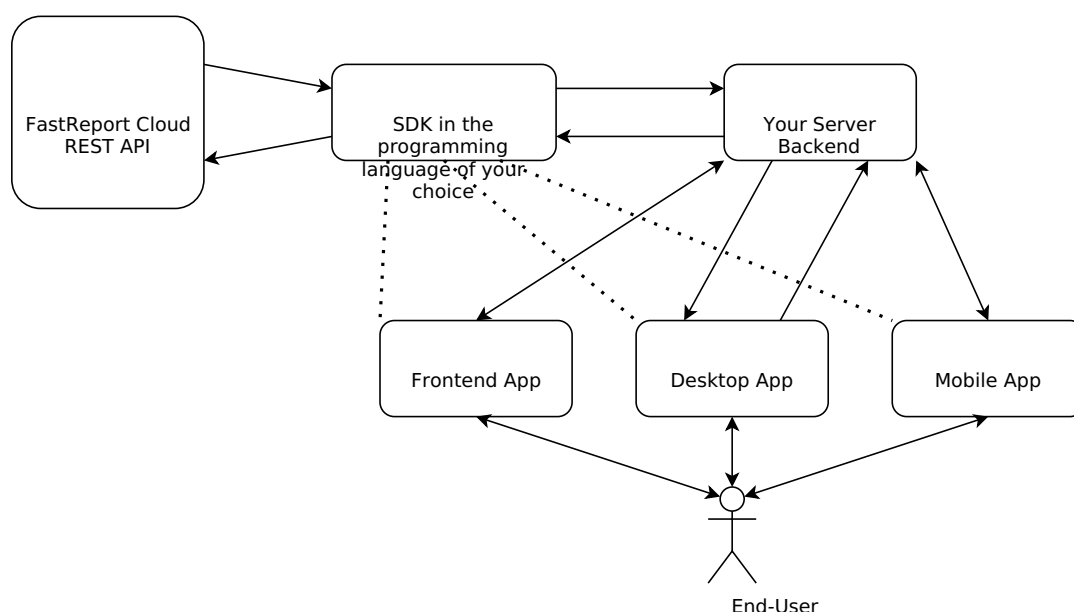 FastReport Cloud
REST API
SDK in the
programming
language of your
choice
Your Server
Backend
Frontend App
Desktop App
Mobile App
End-User